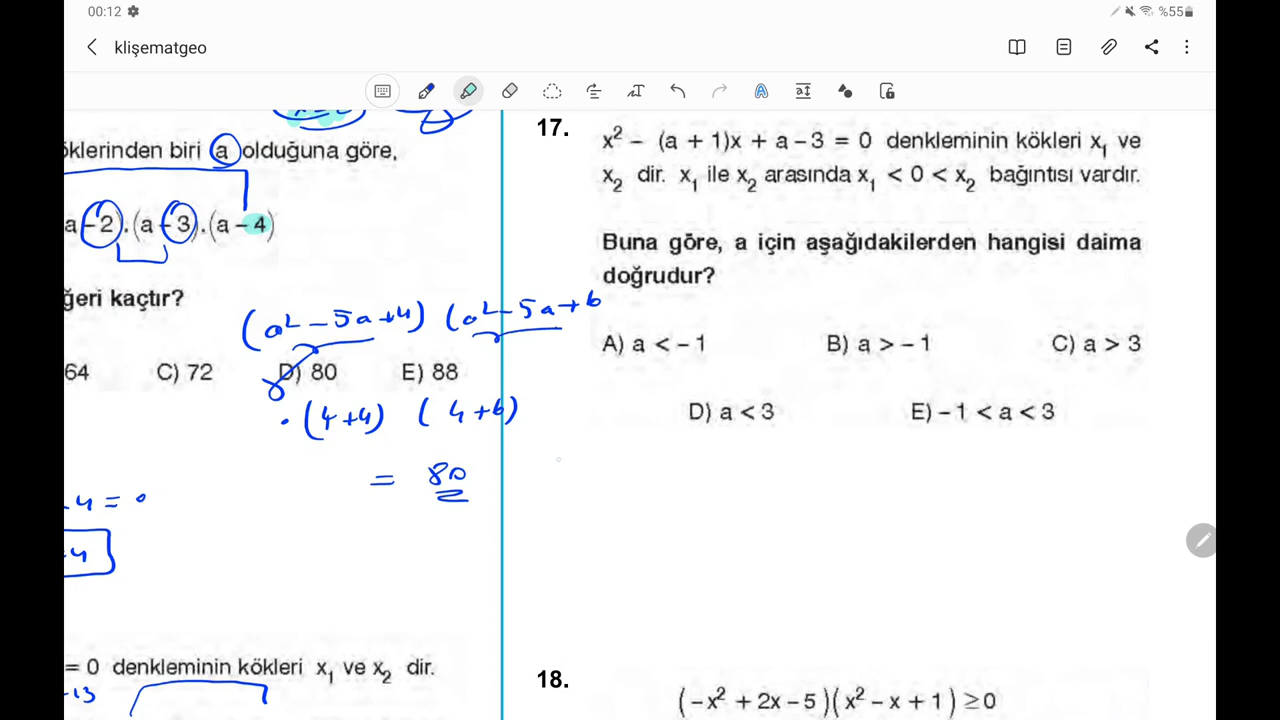 00:12
%55
klişematgeo
öklerinden biri a olduğuna göre,
a - 2).(a - 3).(a - 4)
ğeri kaçtır?
(a² - 5a + 4) (a² - 5a + 6
64 C) 72 D) 80 E) 88
. (4+4) (4+6)
= 80
4 = 0
4
= 0 denkleminin kökleri x₁ ve x₂ dir.
-13
17.
x² - (a + 1)x + a - 3 = 0 denkleminin kökleri x₁ ve
x₂ dir. x₁ ile x₂ arasında x₁ < 0 < x₂ bağıntısı vardır.
Buna göre, a için aşağıdakilerden hangisi daima
doğrudur?
A) a < - 1 B) a > - 1 C) a > 3
D) a < 3 E) - 1 < a < 3
18.
(-x² + 2x - 5)(x² - x + 1) ≥ 0